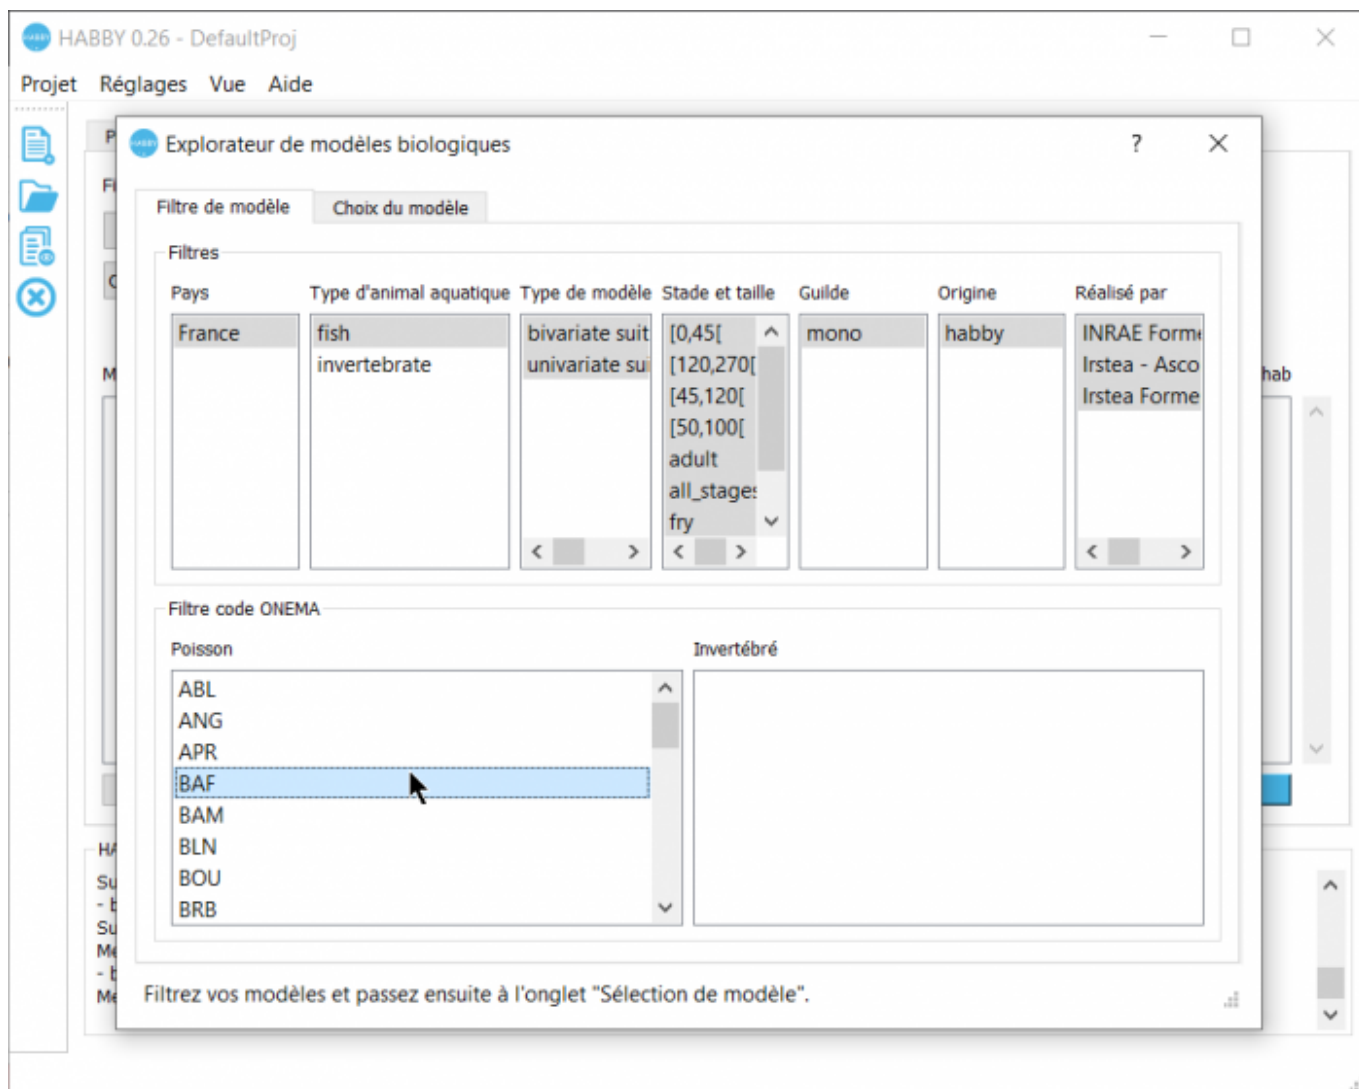 HABBY 0.26 - DefaultProj
Projet Réglages Vue Aide
Explorateur de modèles biologiques
Filtre de modèle Choix du modèle
Filtres
Pays Type d'animal aquatique Type de modèle Stade et taille Guilde Origine Réalisé par
France fish bivariate suit [0,45[ mono habby INRAE Forme
invertebrate univariate sui [120,270[ Irstea - Asco
[45,120[ Irstea Forme
[50,100[
adult
all_stages
fry
hab
Filtre code ONEMA
Poisson Invertébré
ABL
ANG
APR
BAF
BAM
BLN
BOU
BRB
Filtrez vos modèles et passez ensuite à l'onglet "Sélection de modèle".